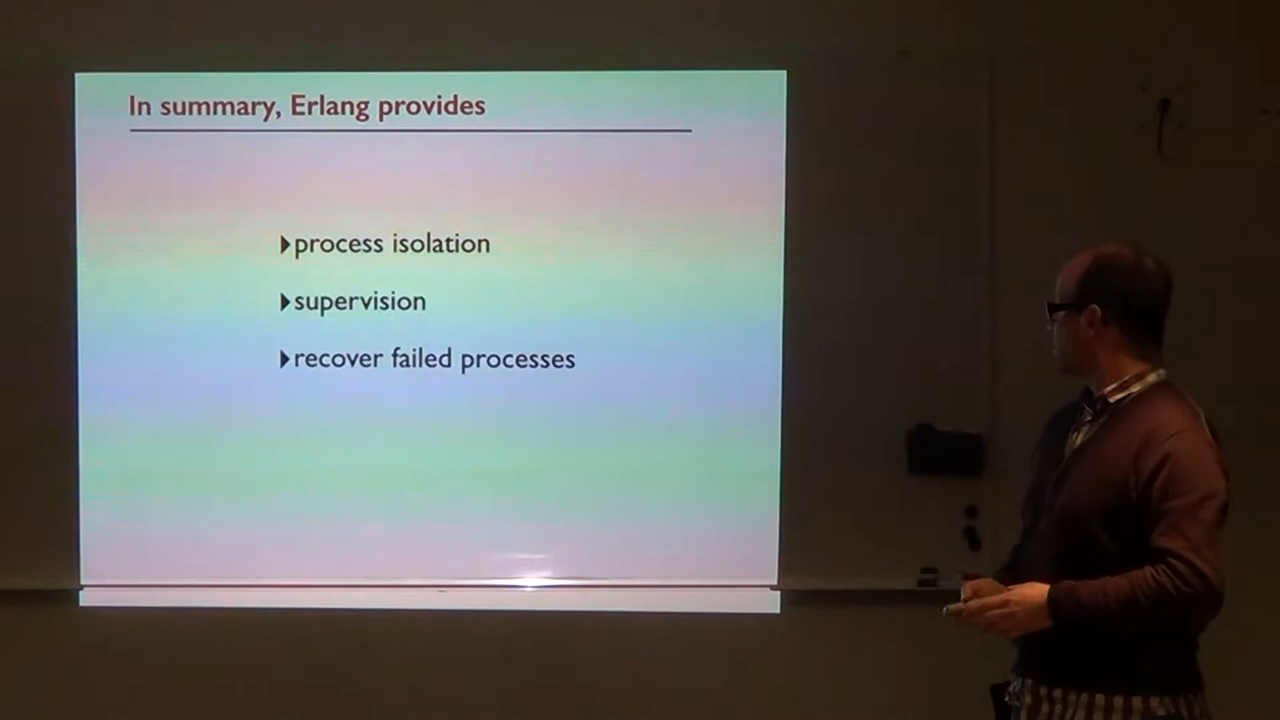 In summary, Erlang provides
process isolation
supervision
recover failed processes